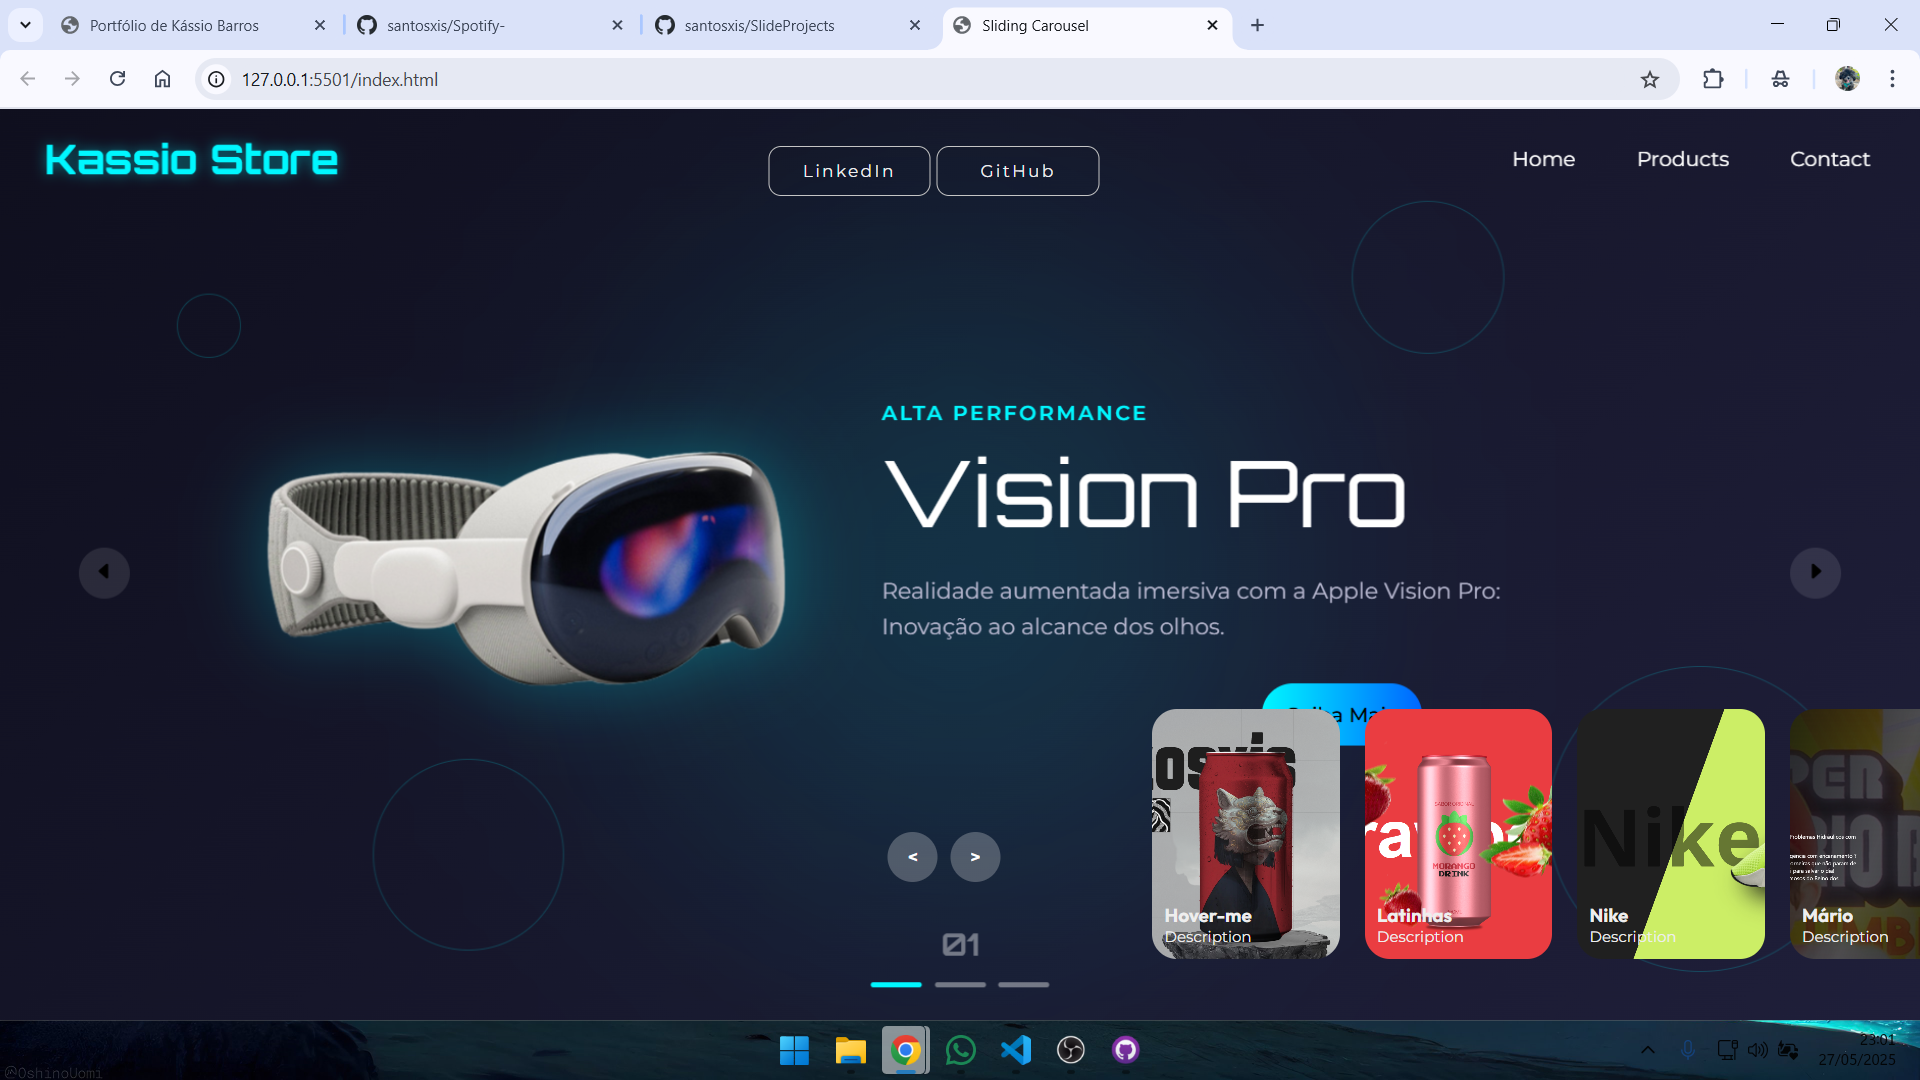 Portfólio de Kássio Barros
santosxis/Spotify-
santosxis/SlideProjects
Sliding Carousel
127.0.0.1:5501/index.html
Kassio Store
LinkedIn
GitHub
Home
Products
Contact
ALTA PERFORMANCE
Vision Pro
Realidade aumentada imersiva com a Apple Vision Pro:
Inovação ao alcance dos olhos.
MORANGO
DRINK
Nike
< >
Hover-me
Description
Latinhas
Description
Nike
Description
Mário
Description
01
23:01
27/05/2025
@OshinoUomi